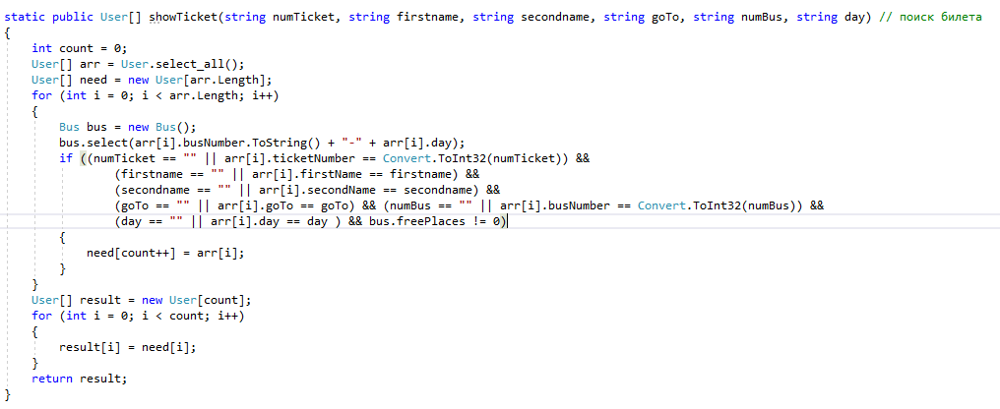 static public User[] showTicket(string numTicket, string firstname, string secondname, string goTo, string numBus, string day) // поиск билета
{
int count = 0;
User[] arr = User.select_all();
User[] need = new User[arr.Length];
for (int i = 0; i < arr.Length; i++)
{
Bus bus = new Bus();
bus.select(arr[i].busNumber.ToString() + "-" + arr[i].day);
if ((numTicket == "" || arr[i].ticketNumber == Convert.ToInt32(numTicket)) &&
(firstname == "" || arr[i].firstName == firstname) &&
(secondname == "" || arr[i].secondName == secondname) &&
(goTo == "" || arr[i].goTo == goTo) && (numBus == "" || arr[i].busNumber == Convert.ToInt32(numBus)) &&
(day == "" || arr[i].day == day ) && bus.freePlaces != 0)
{
need[count++] = arr[i];
}
}
User[] result = new User[count];
for (int i = 0; i < count; i++)
{
result[i] = need[i];
}
return result;
}